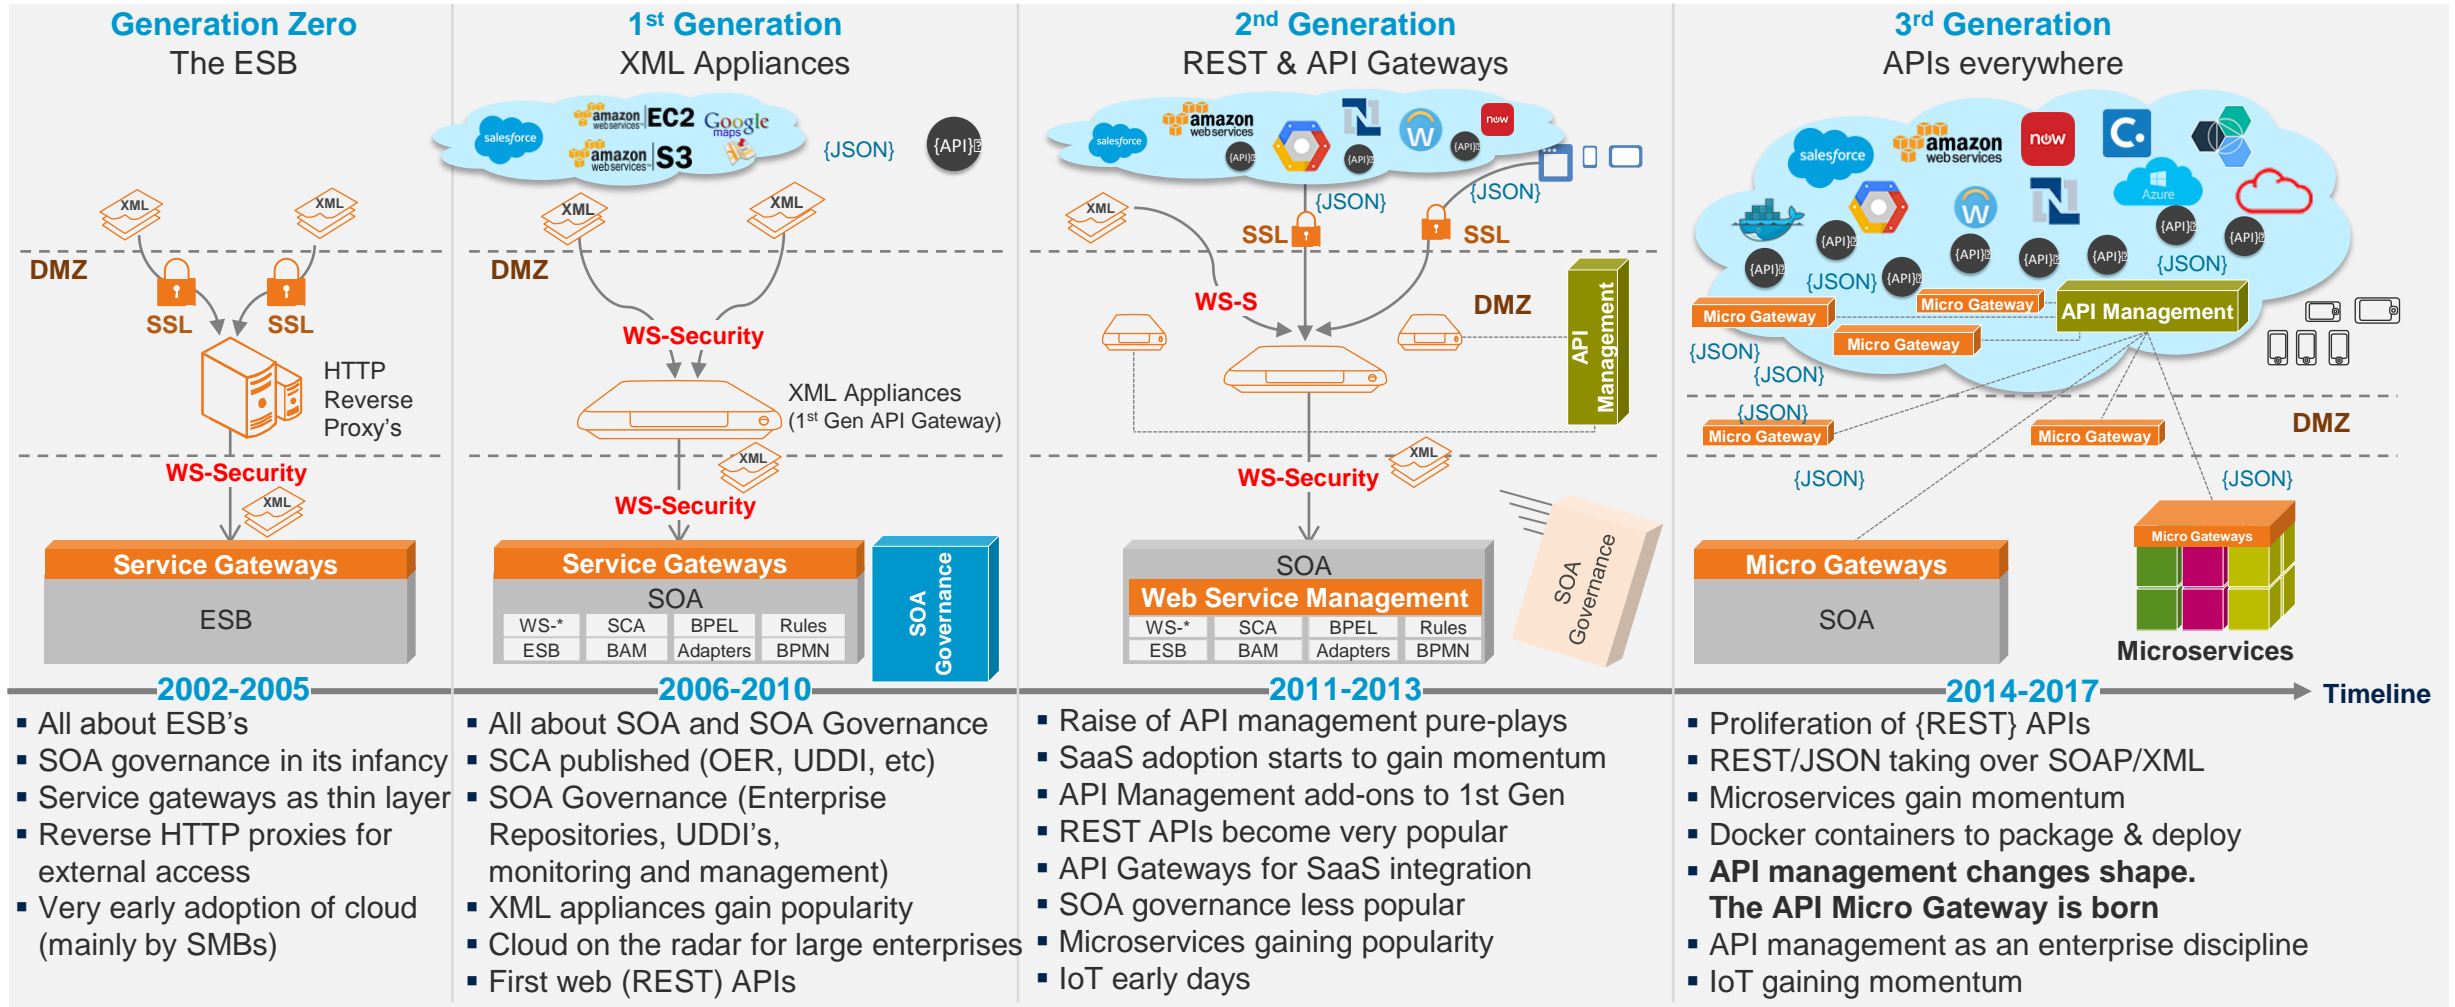 Generation Zero
The ESB
XML
XML
DMZ
SSL
SSL
HTTP
Reverse
Proxy's
WS-Security
XML
Service Gateways
ESB
2002-2005
▪ All about ESB's
▪ SOA governance in its infancy
▪ Service gateways as thin layer
▪ Reverse HTTP proxies for
external access
▪ Very early adoption of cloud
(mainly by SMBs)
1st Generation
XML Appliances
salesforce
amazon webservices™ EC2
Google maps
amazon webservices™ S3
{JSON}
{API}
XML
XML
DMZ
WS-Security
XML Appliances
(1st Gen API Gateway)
XML
WS-Security
Service Gateways
SOA
WS-* SCA BPEL Rules
ESB BAM Adapters BPMN
SOA
Governance
2006-2010
▪ All about SOA and SOA Governance
▪ SCA published (OER, UDDI, etc)
▪ SOA Governance (Enterprise
Repositories, UDDI's,
monitoring and management)
▪ XML appliances gain popularity
▪ Cloud on the radar for large enterprises
▪ First web (REST) APIs
2nd Generation
REST & API Gateways
salesforce
amazon
webservices
N
W
now
{API}
{API}
{API}
{JSON}
{JSON}
XML
SSL
SSL
WS-S
DMZ
API
Management
XML
WS-Security
SOA
Web Service Management
WS-* SCA BPEL Rules
ESB BAM Adapters BPMN
SOA
Governance
2011-2013
▪ Raise of API management pure-plays
▪ SaaS adoption starts to gain momentum
▪ API Management add-ons to 1st Gen
▪ REST APIs become very popular
▪ API Gateways for SaaS integration
▪ SOA governance less popular
▪ Microservices gaining popularity
▪ IoT early days
3rd Generation
APIs everywhere
salesforce
amazon
webservices
now
C.
W
N
Azure
{API}
{API}
{API}
{API}
{API}
{API}
{API}
{API}
{JSON}
{JSON}
Micro Gateway
Micro Gateway
Micro Gateway
API Management
{JSON}
{JSON}
{JSON}
Micro Gateway
Micro Gateway
DMZ
{JSON}
{JSON}
Micro Gateways
SOA
Micro Gateways
Microservices
2014-2017
Timeline
▪ Proliferation of {REST} APIs
▪ REST/JSON taking over SOAP/XML
▪ Microservices gain momentum
▪ Docker containers to package & deploy
▪ API management changes shape.
The API Micro Gateway is born
▪ API management as an enterprise discipline
▪ IoT gaining momentum